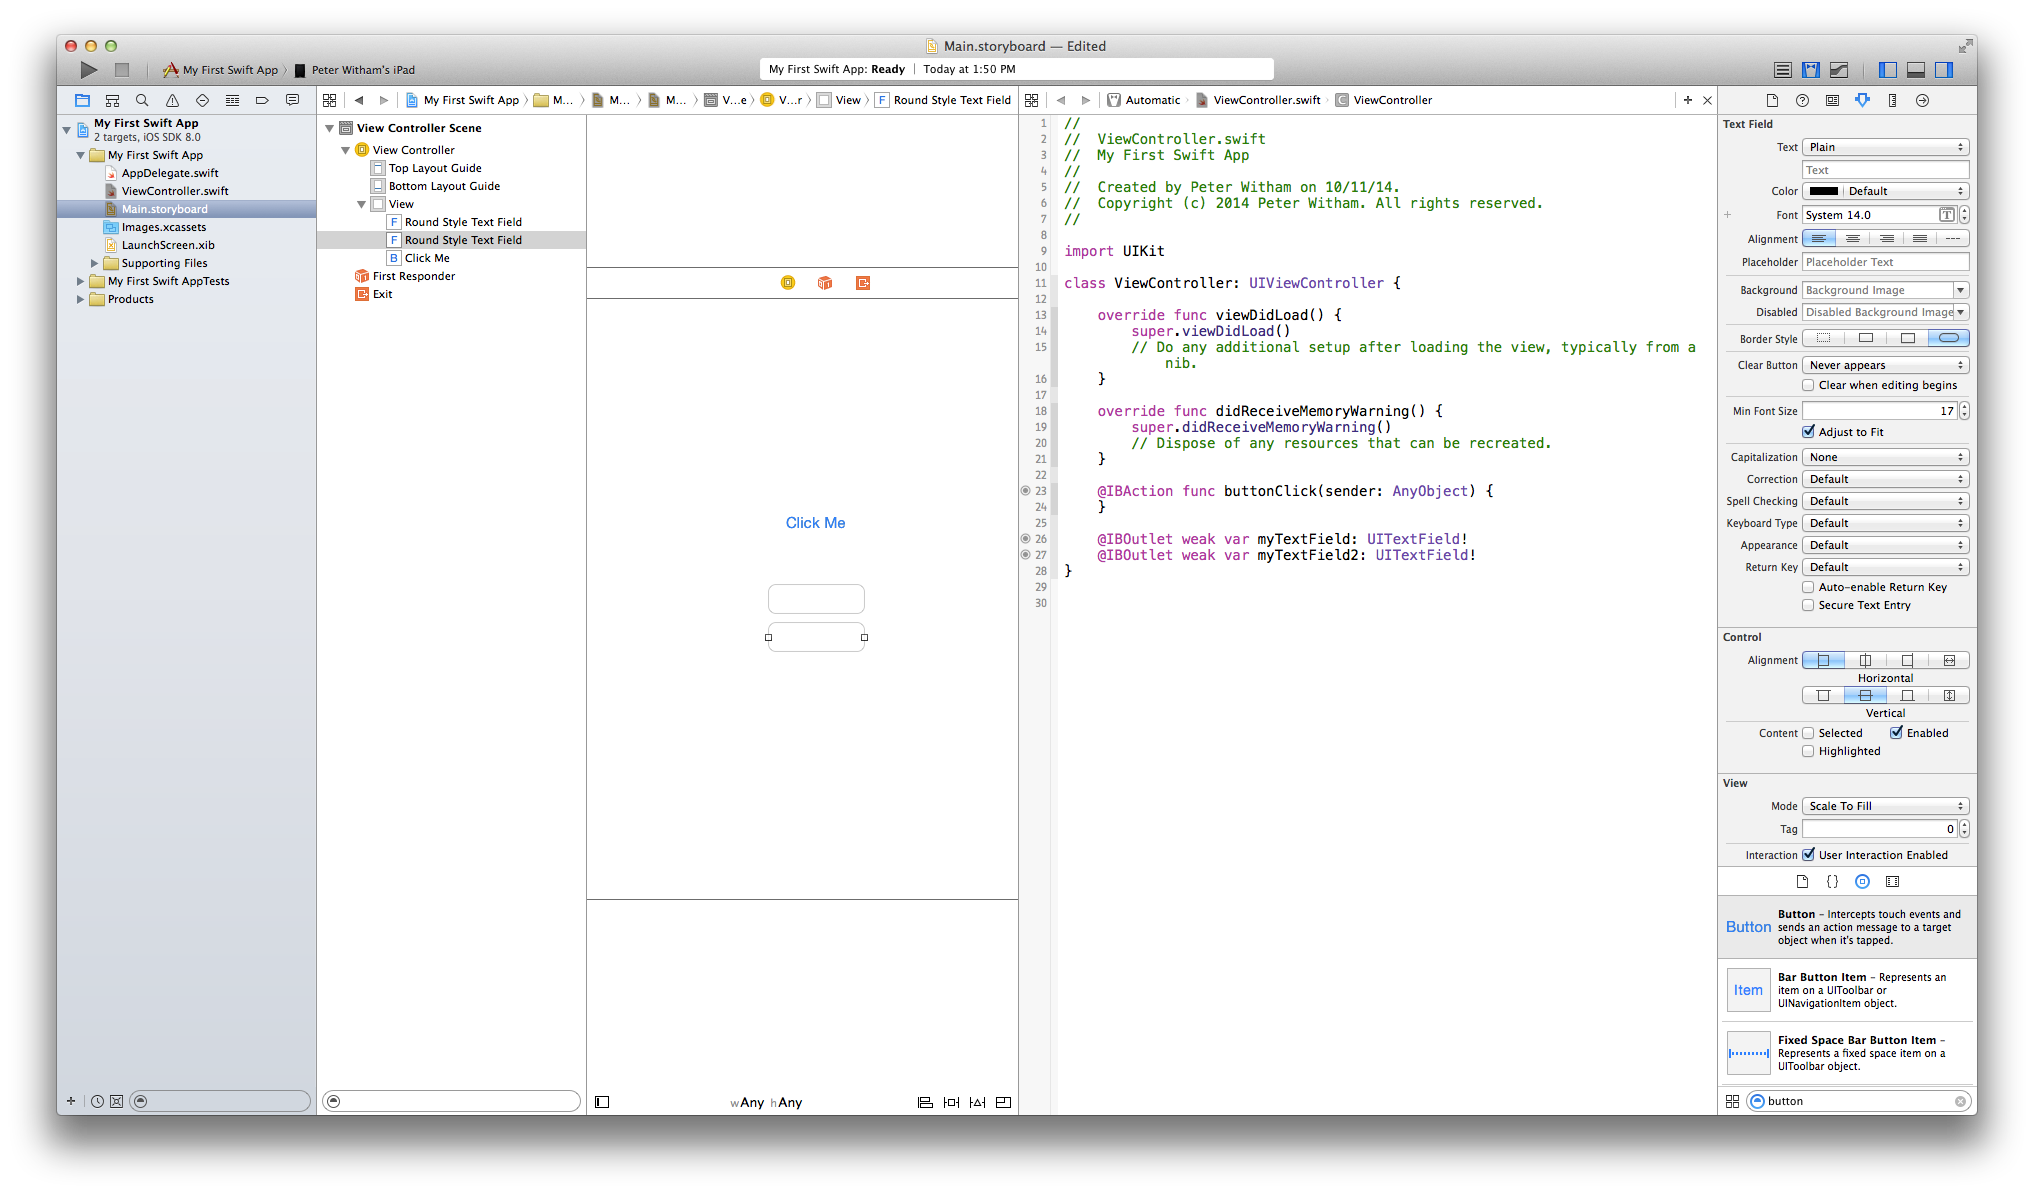 Main.storyboard — Edited
My First Swift App
Peter Witham's iPad
My First Swift App: Ready
Today at 1:50 PM
My First Swift App
2 targets, iOS SDK 8.0
My First Swift App
AppDelegate.swift
ViewController.swift
Main.storyboard
Images.xcassets
LaunchScreen.xib
Supporting Files
My First Swift AppTests
Products
My First Swift App
M...
M...
M...
V...e
V...r
View
F
Round Style Text Field
View Controller Scene
View Controller
Top Layout Guide
Bottom Layout Guide
View
F Round Style Text Field
F Round Style Text Field
B Click Me
First Responder
Exit
Click Me
wAny hAny
Automatic
ViewController.swift
C ViewController
1 //
2 //  ViewController.swift
3 //  My First Swift App
4 //
5 //  Created by Peter Witham on 10/11/14.
6 //  Copyright (c) 2014 Peter Witham. All rights reserved.
7 //
8
9 import UIKit
10
11 class ViewController: UIViewController {
12
13     override func viewDidLoad() {
14         super.viewDidLoad()
15         // Do any additional setup after loading the view, typically from a
nib.
16     }
17
18     override func didReceiveMemoryWarning() {
19         super.didReceiveMemoryWarning()
20         // Dispose of any resources that can be recreated.
21     }
22
23     @IBAction func buttonClick(sender: AnyObject) {
24     }
25
26     @IBOutlet weak var myTextField: UITextField!
27     @IBOutlet weak var myTextField2: UITextField!
28 }
29
30
Text Field
Text Plain
Text
Color Default
Font System 14.0 T
Alignment
Placeholder Placeholder Text
Background Background Image
Disabled Disabled Background Image
Border Style
Clear Button Never appears
Clear when editing begins
Min Font Size 17
Adjust to Fit
Capitalization None
Correction Default
Spell Checking Default
Keyboard Type Default
Appearance Default
Return Key Default
Auto-enable Return Key
Secure Text Entry
Control
Alignment
Horizontal
Vertical
Content Selected Enabled
Highlighted
View
Mode Scale To Fill
Tag 0
Interaction User Interaction Enabled
{}
Button
Button - Intercepts touch events and
sends an action message to a target
object when it's tapped.
Item
Bar Button Item - Represents an
item on a UIToolbar or
UINavigationItem object.
Fixed Space Bar Button Item -
Represents a fixed space item on a
UIToolbar object.
button